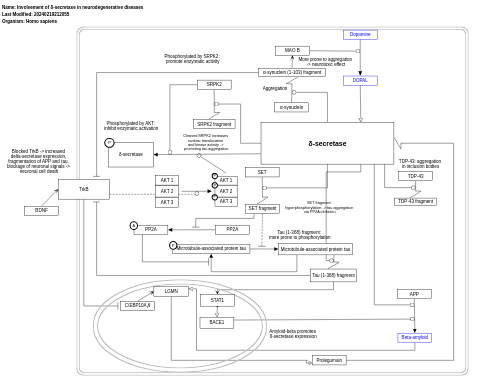 Name: Involvement of δ-secretase in neurodegenerative diseases
Last Modified: 20240219212855
Organism: Homo sapiens
Dopamine
MAO B
Phosphorylated by SRPK2:
promote enzymatic activity
More prone to aggregation
-> neurotoxic effect
α-synuclein (1-103) fragment
DOPAL
SRPK2
Aggregation
α-synuclein
SRPK2 fragment
Phosphorylated by AKT:
inhibit enzymatic activity
P
δ-secretase
Cleaved SRPK2 increases
nuclear translocation
and kinase activity ->
promoting tau aggregation
δ-secretase
Blocked TrkB -> increased
delta-secretase expression,
fragmentation of APP and tau,
blockage of neuronal signals ->
neuronal cell death
TDP-43: aggregation
in inclusion bodies
TDP-43
TDP-43 fragment
SET
SET fragment
AKT 1
AKT 2
AKT 3
P
AKT 1
P
AKT 2
P
AKT 3
TrkB
BDNF
SET fragment:
hyperphosphorylation -> tau aggregation
via PP2A inhibition
A
PP2A
PP2A
Tau (1-368) fragment:
more prone to phosphorylation
P
Microtubule-associated protein tau
Microtubule-associated protein tau
Tau (1-368) fragment
LGMN
C/EBP10A,β
STAT1
BACE1
APP
Beta-amyloid
Amyloid-beta promotes
δ-secretase expression
Prolegumain